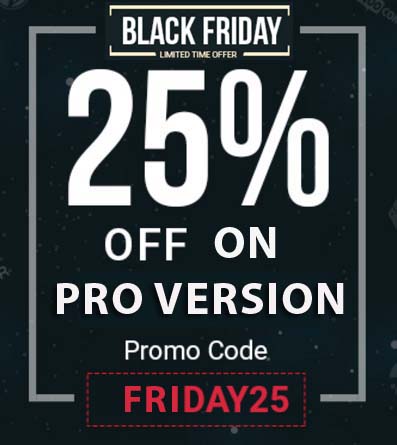 BLACK FRIDAY
LIMITED TIME OFFER
25%
OFF ON
PRO VERSION
Promo Code
FRIDAY25